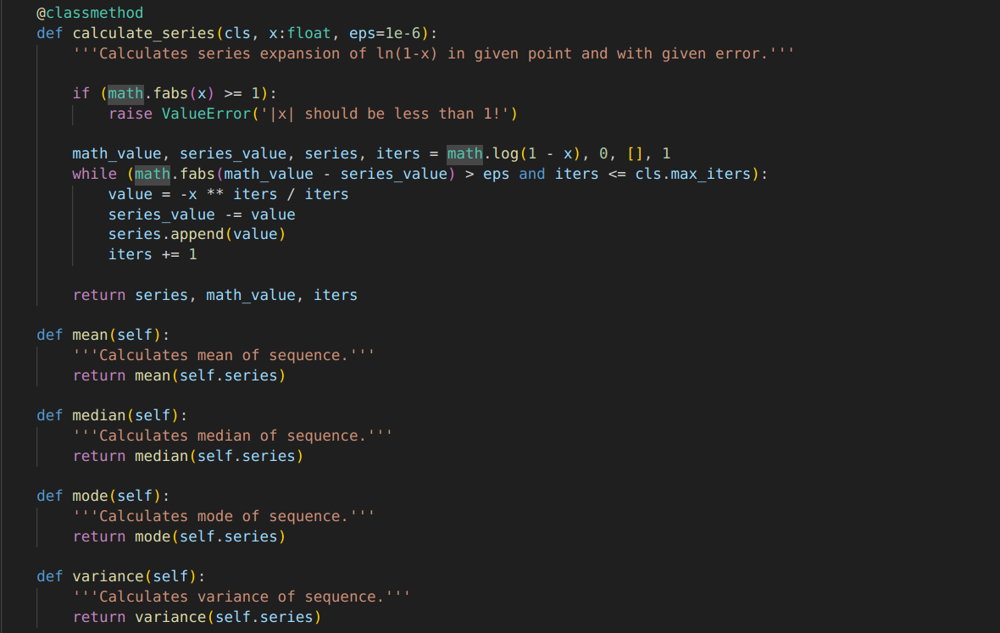 @classmethod
def calculate_series(cls, x:float, eps=1e-6):
'''Calculates series expansion of ln(1-x) in given point and with given error.'''
if (math.fabs(x) >= 1):
raise ValueError('|x| should be less than 1!')
math_value, series_value, series, iters = math.log(1 - x), 0, [], 1
while (math.fabs(math_value - series_value) > eps and iters <= cls.max_iters):
value = -x ** iters / iters
series_value -= value
series.append(value)
iters += 1
return series, math_value, iters
def mean(self):
'''Calculates mean of sequence.'''
return mean(self.series)
def median(self):
'''Calculates median of sequence.'''
return median(self.series)
def mode(self):
'''Calculates mode of sequence.'''
return mode(self.series)
def variance(self):
'''Calculates variance of sequence.'''
return variance(self.series)